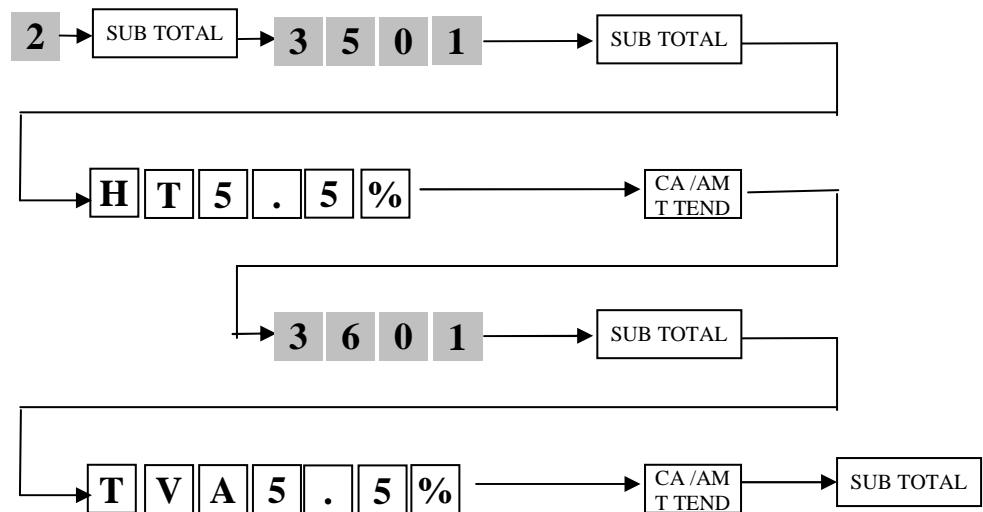 2 SUB TOTAL 3 5 0 1 SUB TOTAL
H T 5 . 5 % CA /AM
T TEND
3 6 0 1 SUB TOTAL
T V A 5 . 5 % CA /AM
T TEND SUB TOTAL